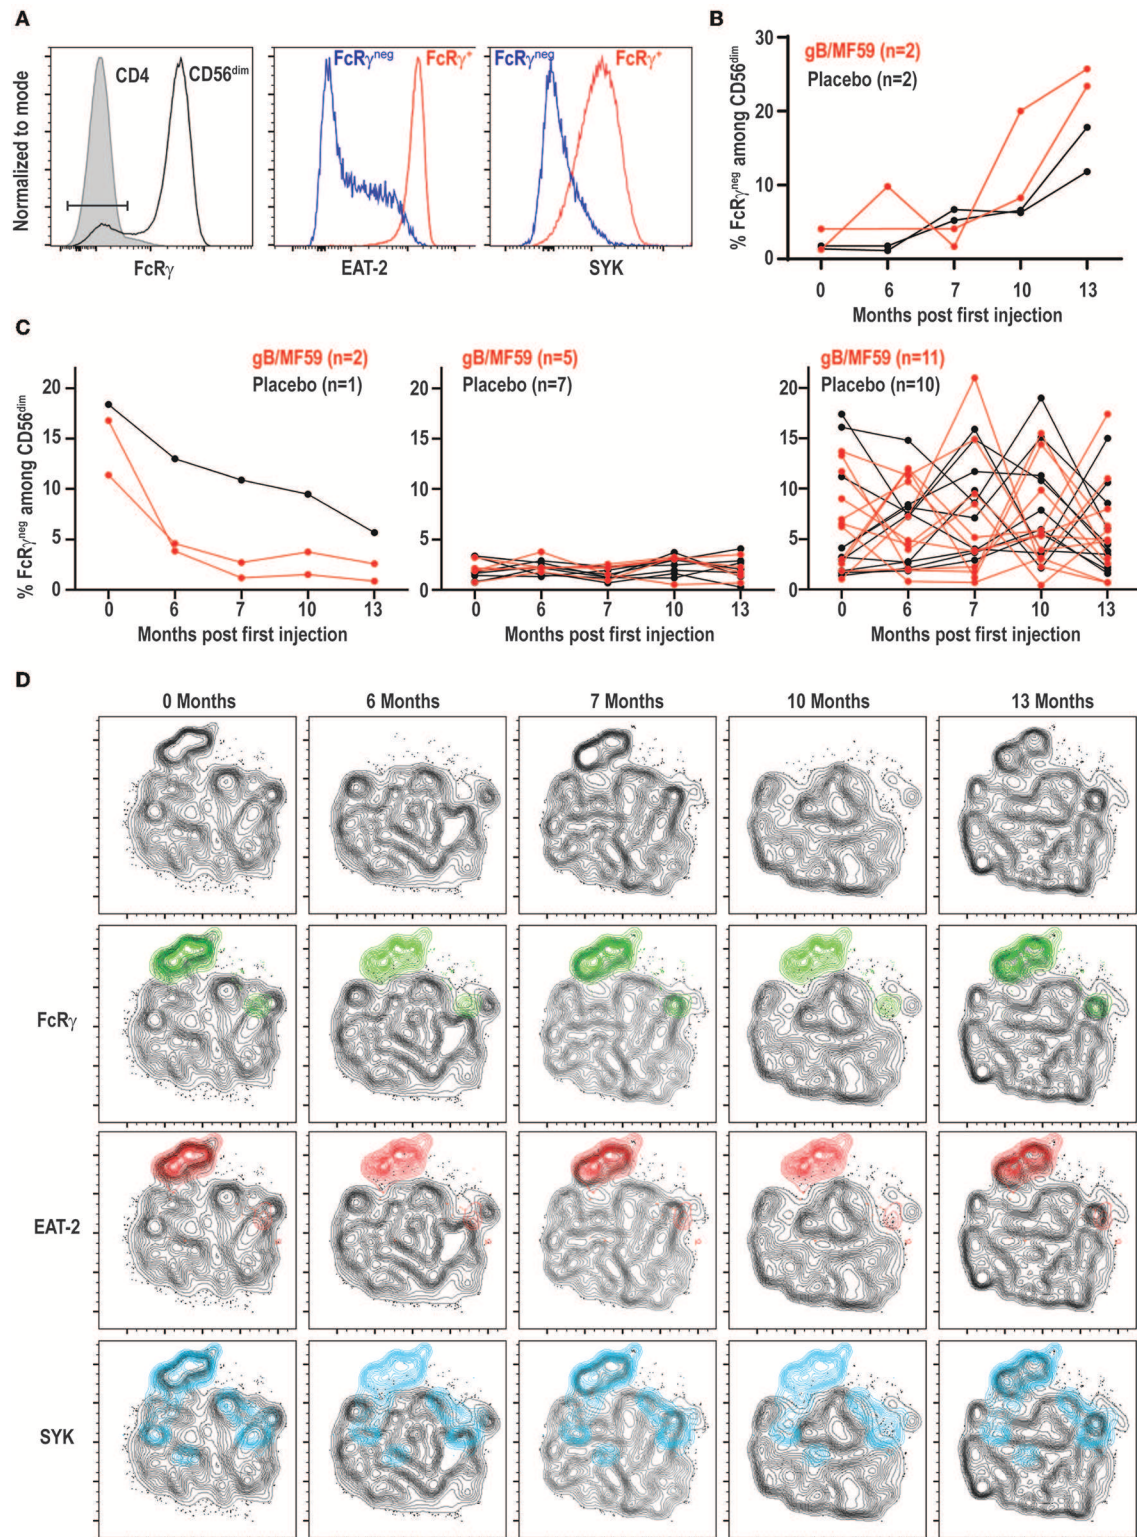 A
Normalized to mode
CD4
CD56dim
FcRγ
FcRγneg
FcRγ+
EAT-2
FcRγneg
FcRγ+
SYK
B
gB/MF59 (n=2)
Placebo (n=2)
% FcRγneg among CD56dim
30
20
10
0
0 6 7 10 13
Months post first injection
C
gB/MF59 (n=2)
Placebo (n=1)
% FcRγneg among CD56dim
20
15
10
5
0
0 6 7 10 13
Months post first injection
gB/MF59 (n=5)
Placebo (n=7)
20
15
10
5
0
0 6 7 10 13
Months post first injection
gB/MF59 (n=11)
Placebo (n=10)
20
15
10
5
0
0 6 7 10 13
Months post first injection
D
0 Months 6 Months 7 Months 10 Months 13 Months
FcRγ
EAT-2
SYK